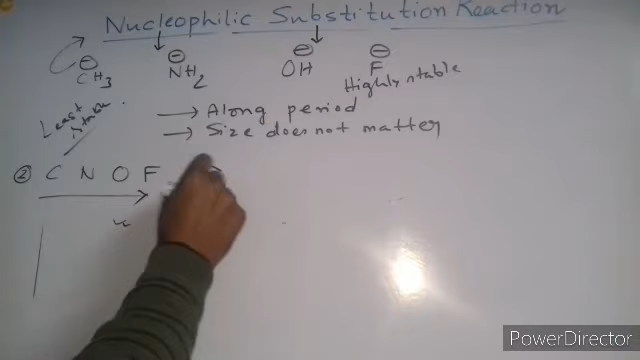 Nucleophilic Substitution Reaction
⊖CH3 ⊖NH2 ⊖OH ⊖F
Highly stable
Least stable
→ Along period
→ Size does not matter
② C N O F
PowerDirector